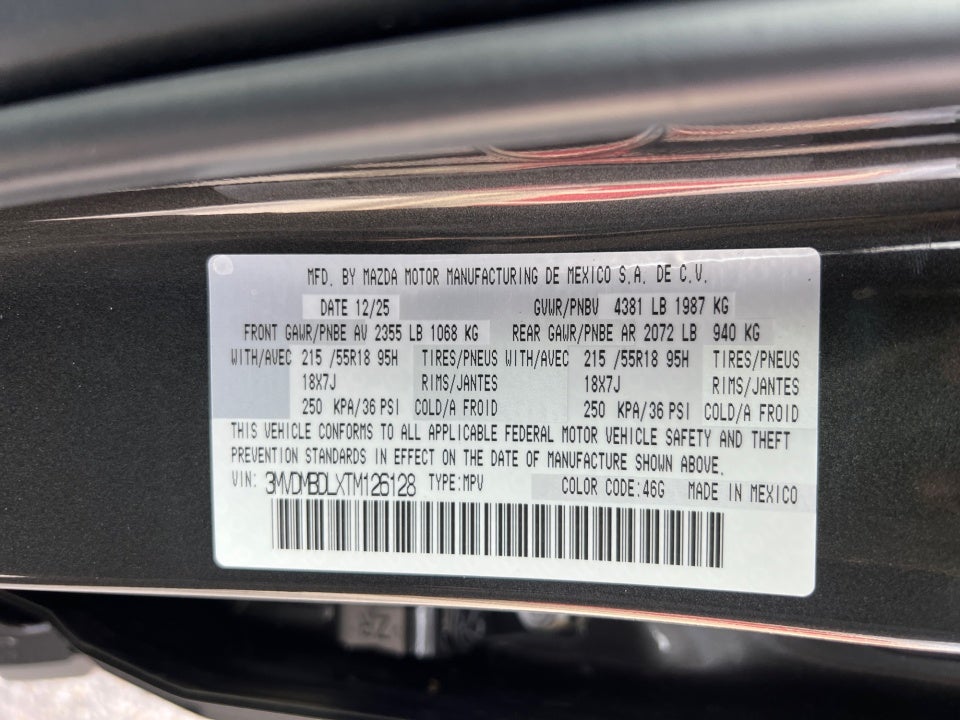 MFD. BY MAZDA MOTOR MANUFACTURING DE MEXICO S.A. DE C.V.
DATE 12/25 GVWR/PNBV 4381 LB 1987 KG
FRONT GAWR/PNBE AV 2355 LB 1068 KG REAR GAWR/PNBE AR 2072 LB 940 KG
WITH/AVEC 215 /55R18 95H TIRES/PNEUS WITH/AVEC 215 /55R18 95H TIRES/PNEUS
18X7J RIMS/JANTES 18X7J RIMS/JANTES
250 KPA/36 PSI COLD/A FROID 250 KPA/36 PSI COLD/A FROID
THIS VEHICLE CONFORMS TO ALL APPLICABLE FEDERAL MOTOR VEHICLE SAFETY AND THEFT
PREVENTION STANDARDS IN EFFECT ON THE DATE OF MANUFACTURE SHOWN ABOVE.
VIN: 3MVDMBDLXTM126128 TYPE:MPV COLOR CODE:46G MADE IN MEXICO